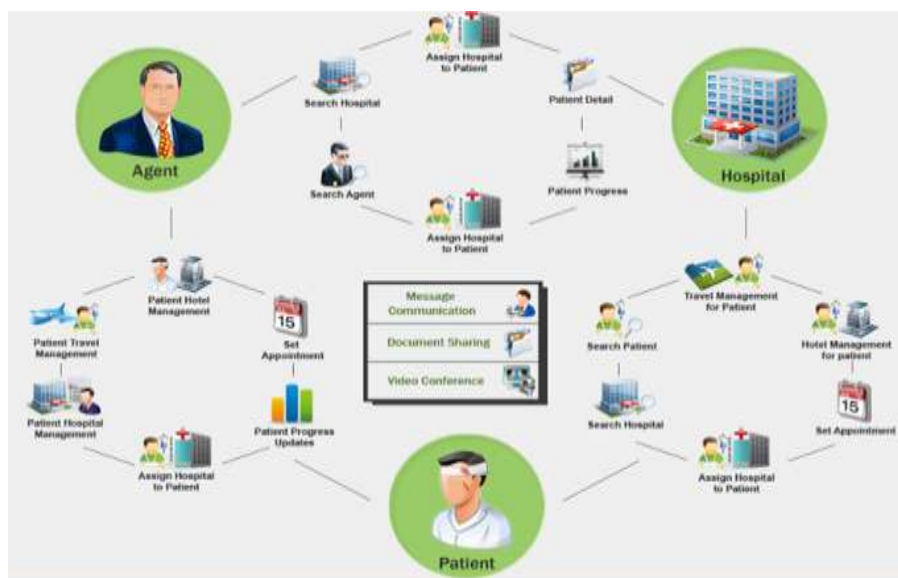 Assign Hospital
to Patient
Search Hospital
Patient Detail
Agent
Hospital
Search Agent
Patient Progress
Assign Hospital
to Patient
Patient Hotel
Management
Travel Management
for Patient
Message
Communication
Patient Travel
Management
Set
Appointment
Document Sharing
Search Patient
Hotel Management
for patient
15
Video Conference
15
Patient Hospital
Management
Patient Progress
Updates
Search Hospital
Set Appointment
Assign Hospital
to Patient
Assign Hospital
to Patient
Patient